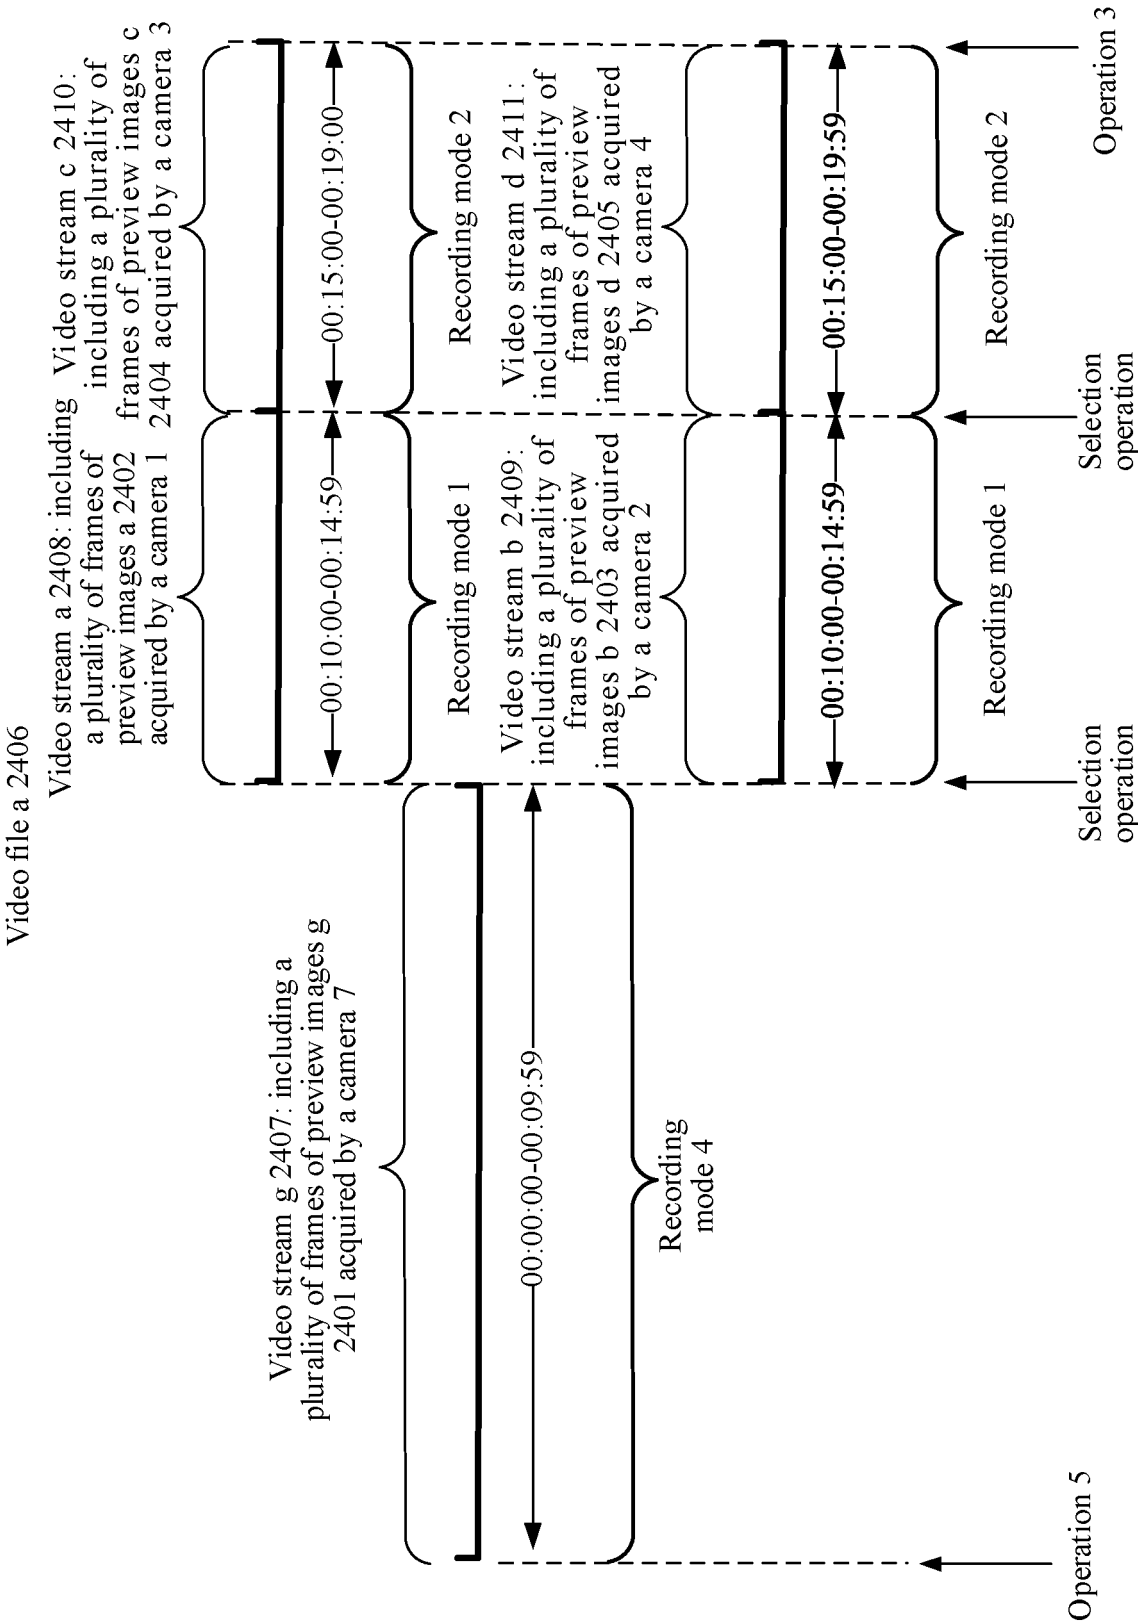 Video file a 2406
Video stream g 2407: including a
plurality of frames of preview images g
2401 acquired by a camera 7
00:00:00-00:09:59
Recording
mode 4
Video stream a 2408: including
a plurality of frames of
preview images a 2402
acquired by a camera 1
00:10:00-00:14:59
Recording mode 1
Video stream c 2410:
including a plurality of
frames of preview images c
2404 acquired by a camera 3
00:15:00-00:19:00
Recording mode 2
Video stream b 2409:
including a plurality of
frames of preview
images b 2403 acquired
by a camera 2
00:10:00-00:14:59
Recording mode 1
Video stream d 2411:
including a plurality of
frames of preview
images d 2405 acquired
by a camera 4
00:15:00-00:19:59
Recording mode 2
Operation 5
Selection
operation
Selection
operation
Operation 3